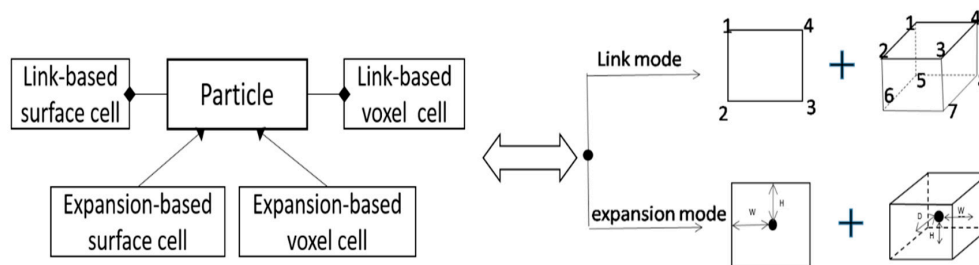 Link-based
surface cell
Particle
Link-based
voxel cell
Expansion-based
surface cell
Expansion-based
voxel cell
Link mode
1
4
2
3
+
1
4
2
3
5
6
7
expansion mode
W
H
+
D
W
H